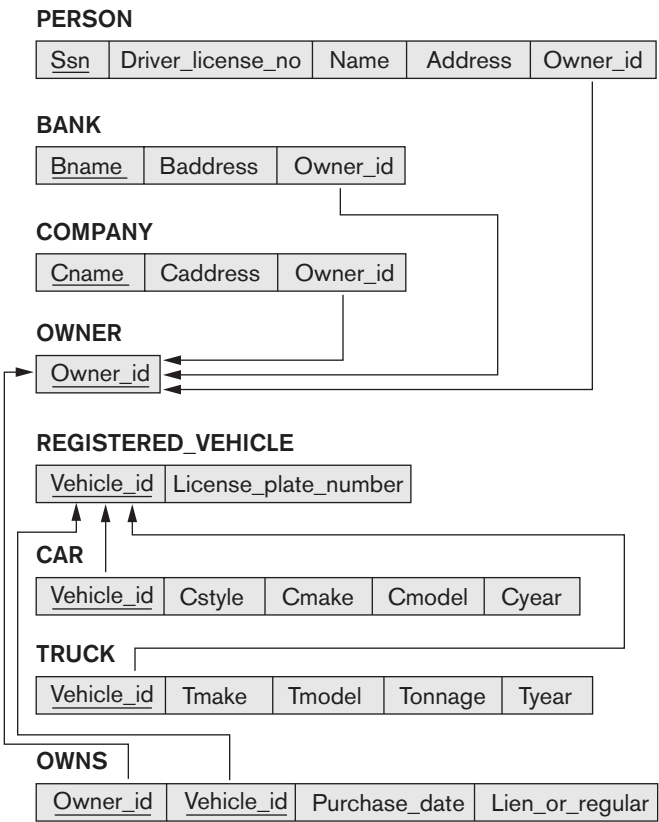 PERSON
Ssn Driver_license_no Name Address Owner_id
BANK
Bname Baddress Owner_id
COMPANY
Cname Caddress Owner_id
OWNER
Owner_id
REGISTERED_VEHICLE
Vehicle_id License_plate_number
CAR
Vehicle_id Cstyle Cmake Cmodel Cyear
TRUCK
Vehicle_id Tmake Tmodel Tonnage Tyear
OWNS
Owner_id Vehicle_id Purchase_date Lien_or_regular